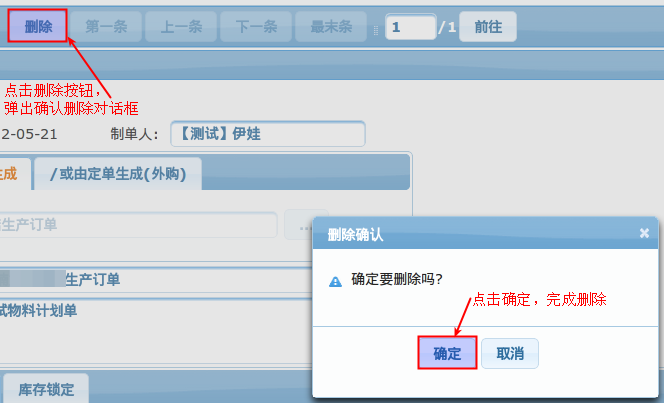 删除 第一条 上一条 下一条 最末条 1 /1 前往
点击删除按钮，
弹出确认删除对话框
2-05-21 制单人： 【测试】伊娃
生成 /或由定单生成(外购)
生产订单 ...
删除确认
确定要删除吗?
生产订单
点击确定，完成删除
试物料计划单
确定 取消
库存锁定